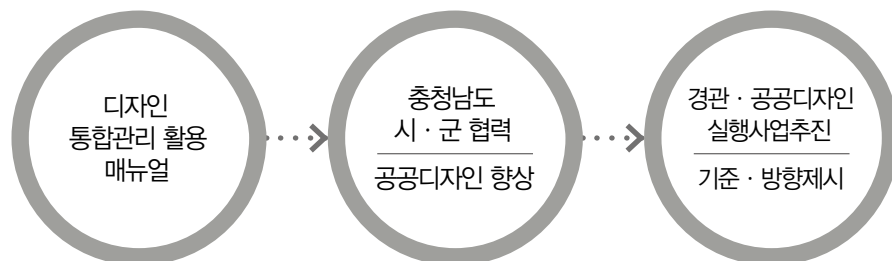 디자인
통합관리 활용
매뉴얼
충청남도
시 · 군 협력
공공디자인 향상
경관 · 공공디자인
실행사업추진
기준 · 방향제시